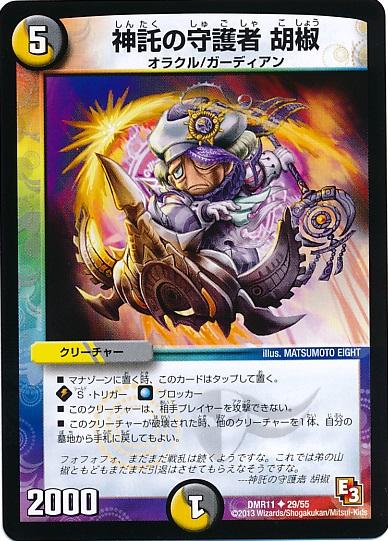 5
しんたく しゅごしゃ こしょう
神託の守護者 胡椒
オラクル/ガーディアン
illus. MATSUMOTO EIGHT
クリーチャー
■ マナゾーンに置く時、このカードはタップして置く。
S・トリガー ブロッカー
■ このクリーチャーは、相手プレイヤーを攻撃できない。
■ このクリーチャーが破壊された時、他のクリーチャーを1体、自分の
墓地から手札に戻してもよい。
フォフォフォ、まだまだ戦乱は続くようですな。これでは弟の山
椒ともどもまだまだ引退はさせてもらえなそうですわ。
---神託の守護者 胡椒
2000
1
DMR11 29/55
©2013 Wizards/Shogakukan/Mitsui-Kids
E3